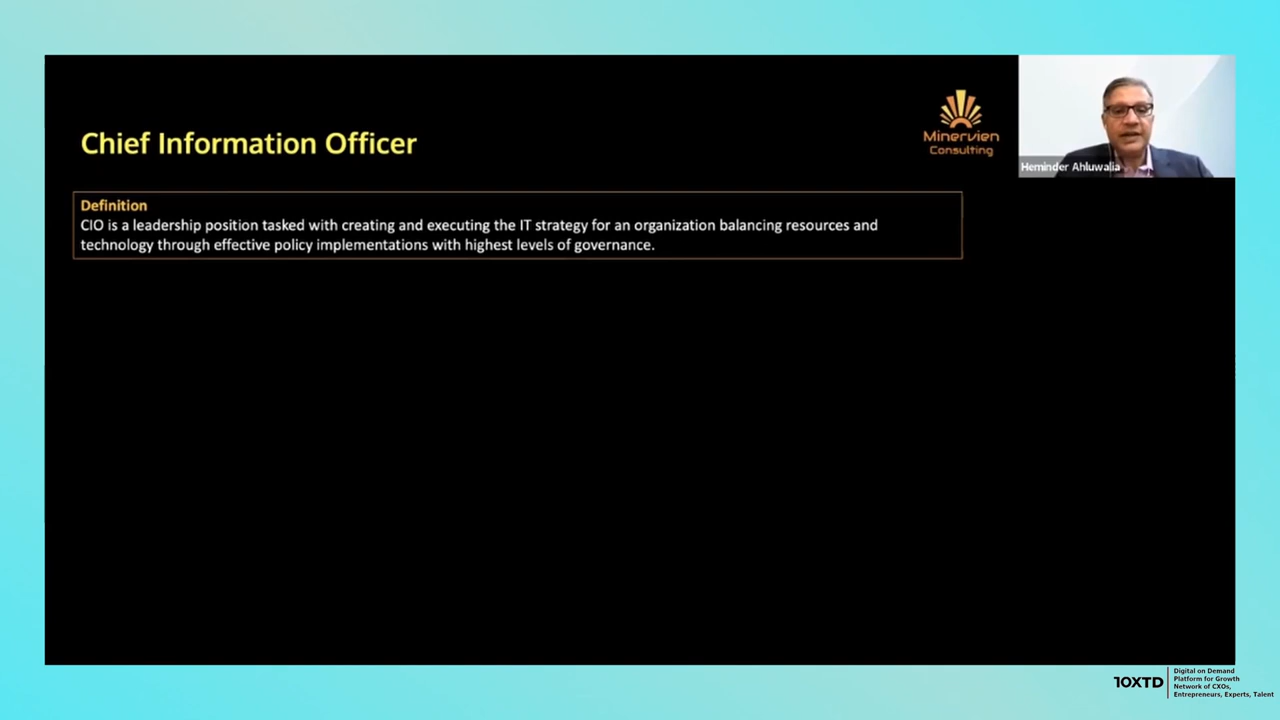 Chief Information Officer
Minervien
Consulting
Heminder Ahluwalia
Definition
CIO is a leadership position tasked with creating and executing the IT strategy for an organization balancing resources and
technology through effective policy implementations with highest levels of governance.
10XTD
Digital on Demand
Platform for Growth
Network of CXOs,
Entrepreneurs, Experts, Talent